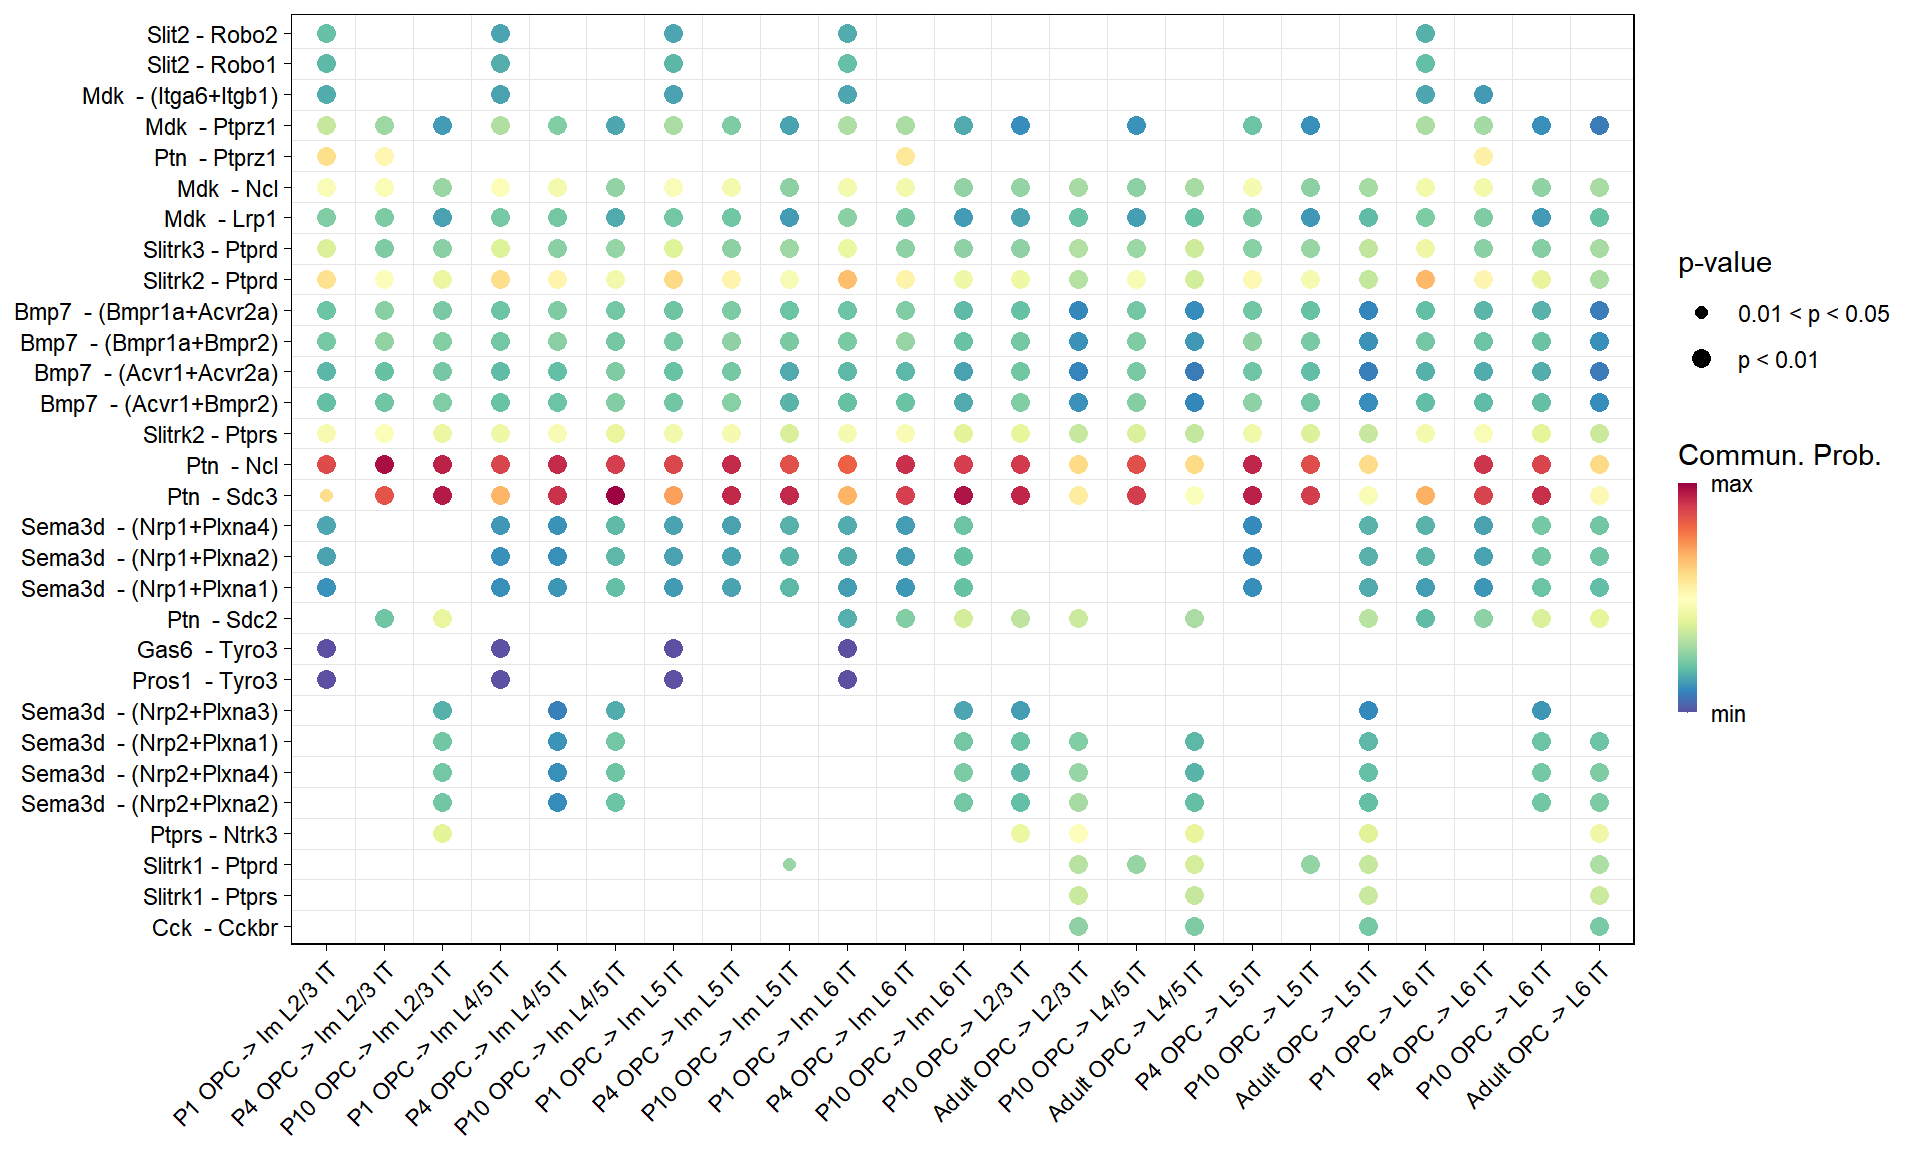 Slit2 - Robo2
Slit2 - Robo1
Mdk  - (Itga6+Itgb1)
Mdk  - Ptprz1
Ptn  - Ptprz1
Mdk  - Ncl
Mdk  - Lrp1
Slitrk3 - Ptprd
Slitrk2 - Ptprd
Bmp7  - (Bmpr1a+Acvr2a)
Bmp7  - (Bmpr1a+Bmpr2)
Bmp7  - (Acvr1+Acvr2a)
Bmp7  - (Acvr1+Bmpr2)
Slitrk2 - Ptprs
Ptn  - Ncl
Ptn  - Sdc3
Sema3d  - (Nrp1+Plxna4)
Sema3d  - (Nrp1+Plxna2)
Sema3d  - (Nrp1+Plxna1)
Ptn  - Sdc2
Gas6  - Tyro3
Pros1  - Tyro3
Sema3d  - (Nrp2+Plxna3)
Sema3d  - (Nrp2+Plxna1)
Sema3d  - (Nrp2+Plxna4)
Sema3d  - (Nrp2+Plxna2)
Ptprs - Ntrk3
Slitrk1 - Ptprd
Slitrk1 - Ptprs
Cck  - Cckbr
P1 OPC -> Im L2/3 IT
P4 OPC -> Im L2/3 IT
P10 OPC -> Im L2/3 IT
P1 OPC -> Im L4/5 IT
P4 OPC -> Im L4/5 IT
P10 OPC -> Im L4/5 IT
P1 OPC -> Im L5 IT
P4 OPC -> Im L5 IT
P10 OPC -> Im L5 IT
P1 OPC -> Im L6 IT
P4 OPC -> Im L6 IT
P10 OPC -> Im L6 IT
P10 OPC -> L2/3 IT
Adult OPC -> L2/3 IT
P10 OPC -> L4/5 IT
Adult OPC -> L4/5 IT
P4 OPC -> L5 IT
P10 OPC -> L5 IT
Adult OPC -> L5 IT
P1 OPC -> L6 IT
P4 OPC -> L6 IT
P10 OPC -> L6 IT
Adult OPC -> L6 IT
p-value
0.01 < p < 0.05
p < 0.01
Commun. Prob.
max
min